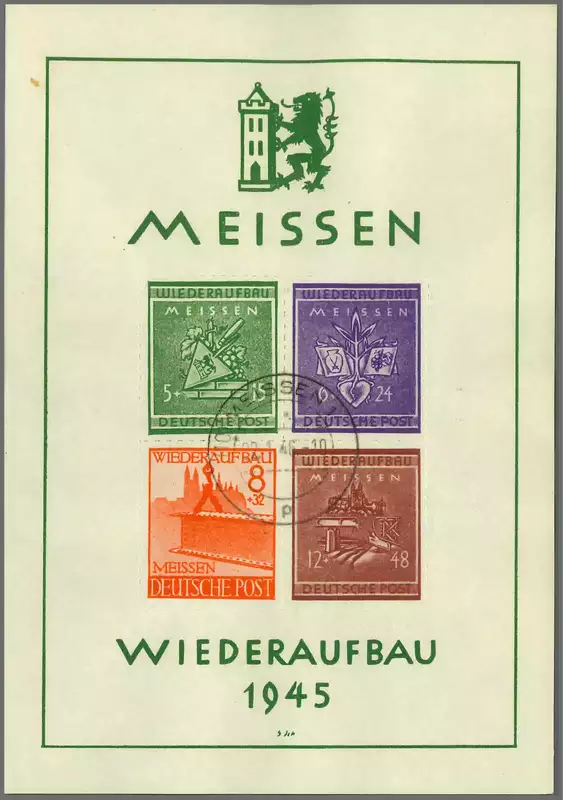 MEISSEN
WIEDERAUFBAU
MEISSEN
5+ 15
DEUTSCHE POST
WIEDERAUFBAU
MEISSEN
6+ 24
DEUTSCHE POST
MEISSEN
P
WIEDERAUFBAU
8
+32
MEISSEN
DEUTSCHE POST
WIEDERAUFBAU
MEISSEN
12+ 48
DEUTSCHE POST
WIEDERAUFBAU
1945